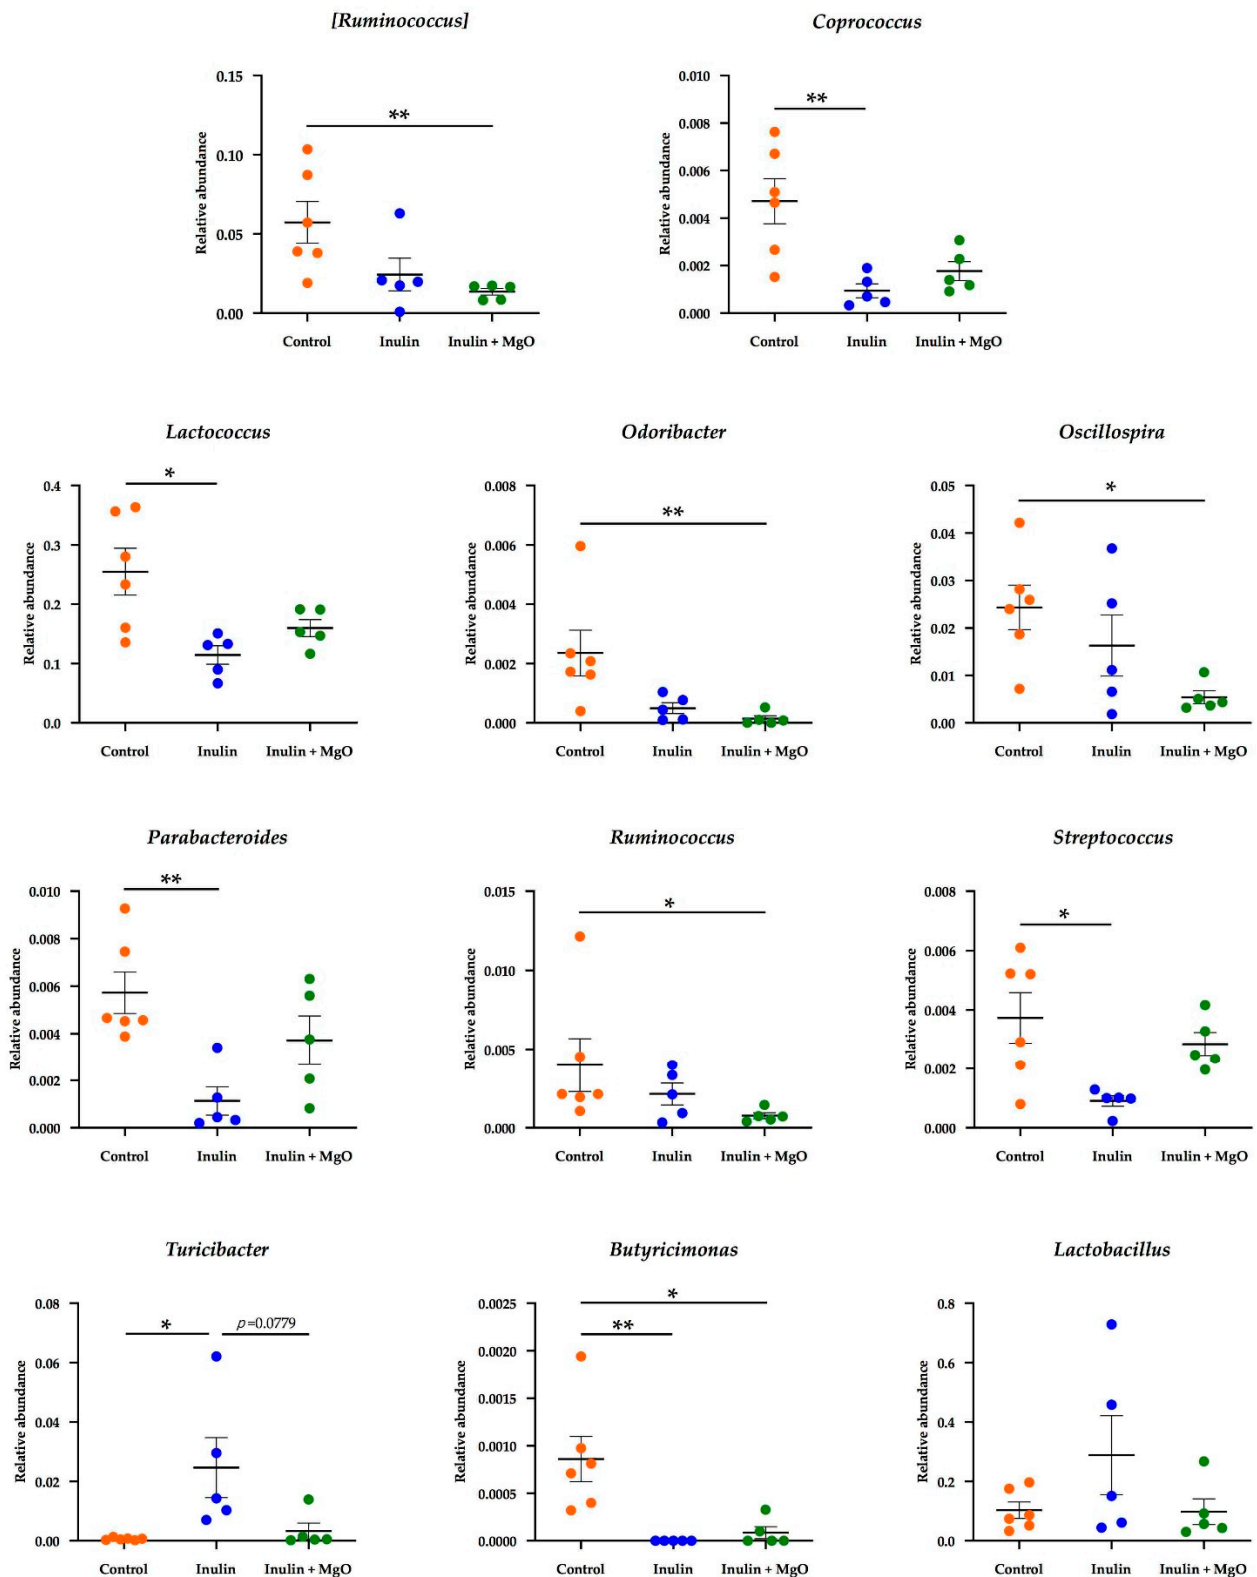 [Ruminococcus]
Coprococcus
0.15
0.10
0.05
0.00
Relative abundance
**
Control Inulin Inulin + MgO
0.010
0.008
0.006
0.004
0.002
0.000
Relative abundance
**
Control Inulin Inulin + MgO
Lactococcus
Odoribacter
Oscillospira
0.4
0.3
0.2
0.1
0.0
Relative abundance
*
Control Inulin Inulin + MgO
0.008
0.006
0.004
0.002
0.000
Relative abundance
**
Control Inulin Inulin + MgO
0.05
0.04
0.03
0.02
0.01
0.00
Relative abundance
*
Control Inulin Inulin + MgO
Parabacteroides
Ruminococcus
Streptococcus
0.010
0.008
0.006
0.004
0.002
0.000
Relative abundance
**
Control Inulin Inulin + MgO
0.015
0.010
0.005
0.000
Relative abundance
*
Control Inulin Inulin + MgO
0.008
0.006
0.004
0.002
0.000
Relative abundance
*
Control Inulin Inulin + MgO
Turicibacter
Butyricimonas
Lactobacillus
0.08
0.06
0.04
0.02
0.00
Relative abundance
*
p=0.0779
Control Inulin Inulin + MgO
0.0025
0.0020
0.0015
0.0010
0.0005
0.0000
Relative abundance
*
**
Control Inulin Inulin + MgO
0.8
0.6
0.4
0.2
0.0
Relative abundance
Control Inulin Inulin + MgO